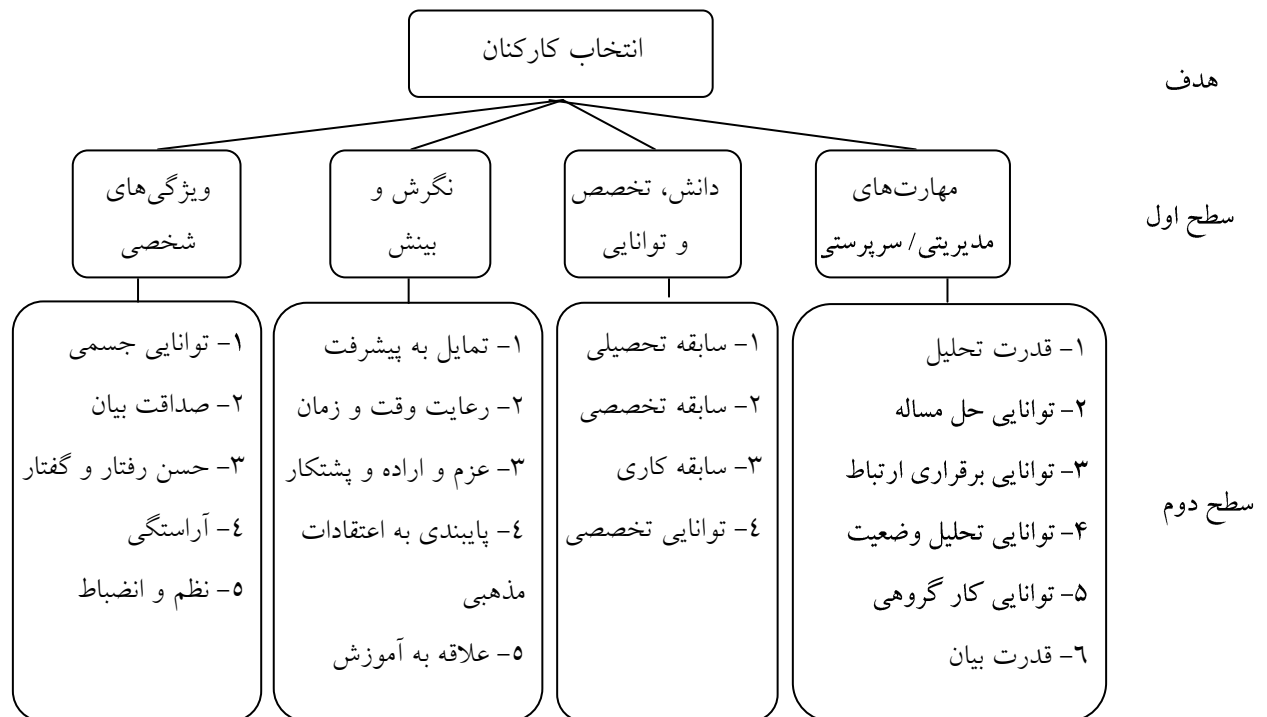 انتخاب کارکنان
هدف
مهارت‌های
مدیریتی/ سرپرستی
دانش، تخصص
و توانایی
نگرش و
بینش
ویژگی‌های
شخصی
سطح اول
۱- قدرت تحلیل
۲- توانایی حل مساله
۳- توانایی برقراری ارتباط
۴- توانایی تحلیل وضعیت
۵- توانایی کار گروهی
٦- قدرت بیان
۱- سابقه تحصیلی
۲- سابقه تخصصی
۳- سابقه کاری
٤- توانایی تخصصی
۱- تمایل به پیشرفت
۲- رعایت وقت و زمان
۳- عزم و اراده و پشتکار
٤- پایبندی به اعتقادات
مذهبی
٥- علاقه به آموزش
۱- توانایی جسمی
۲- صداقت بیان
۳- حسن رفتار و گفتار
٤- آراستگی
٥- نظم و انضباط
سطح دوم